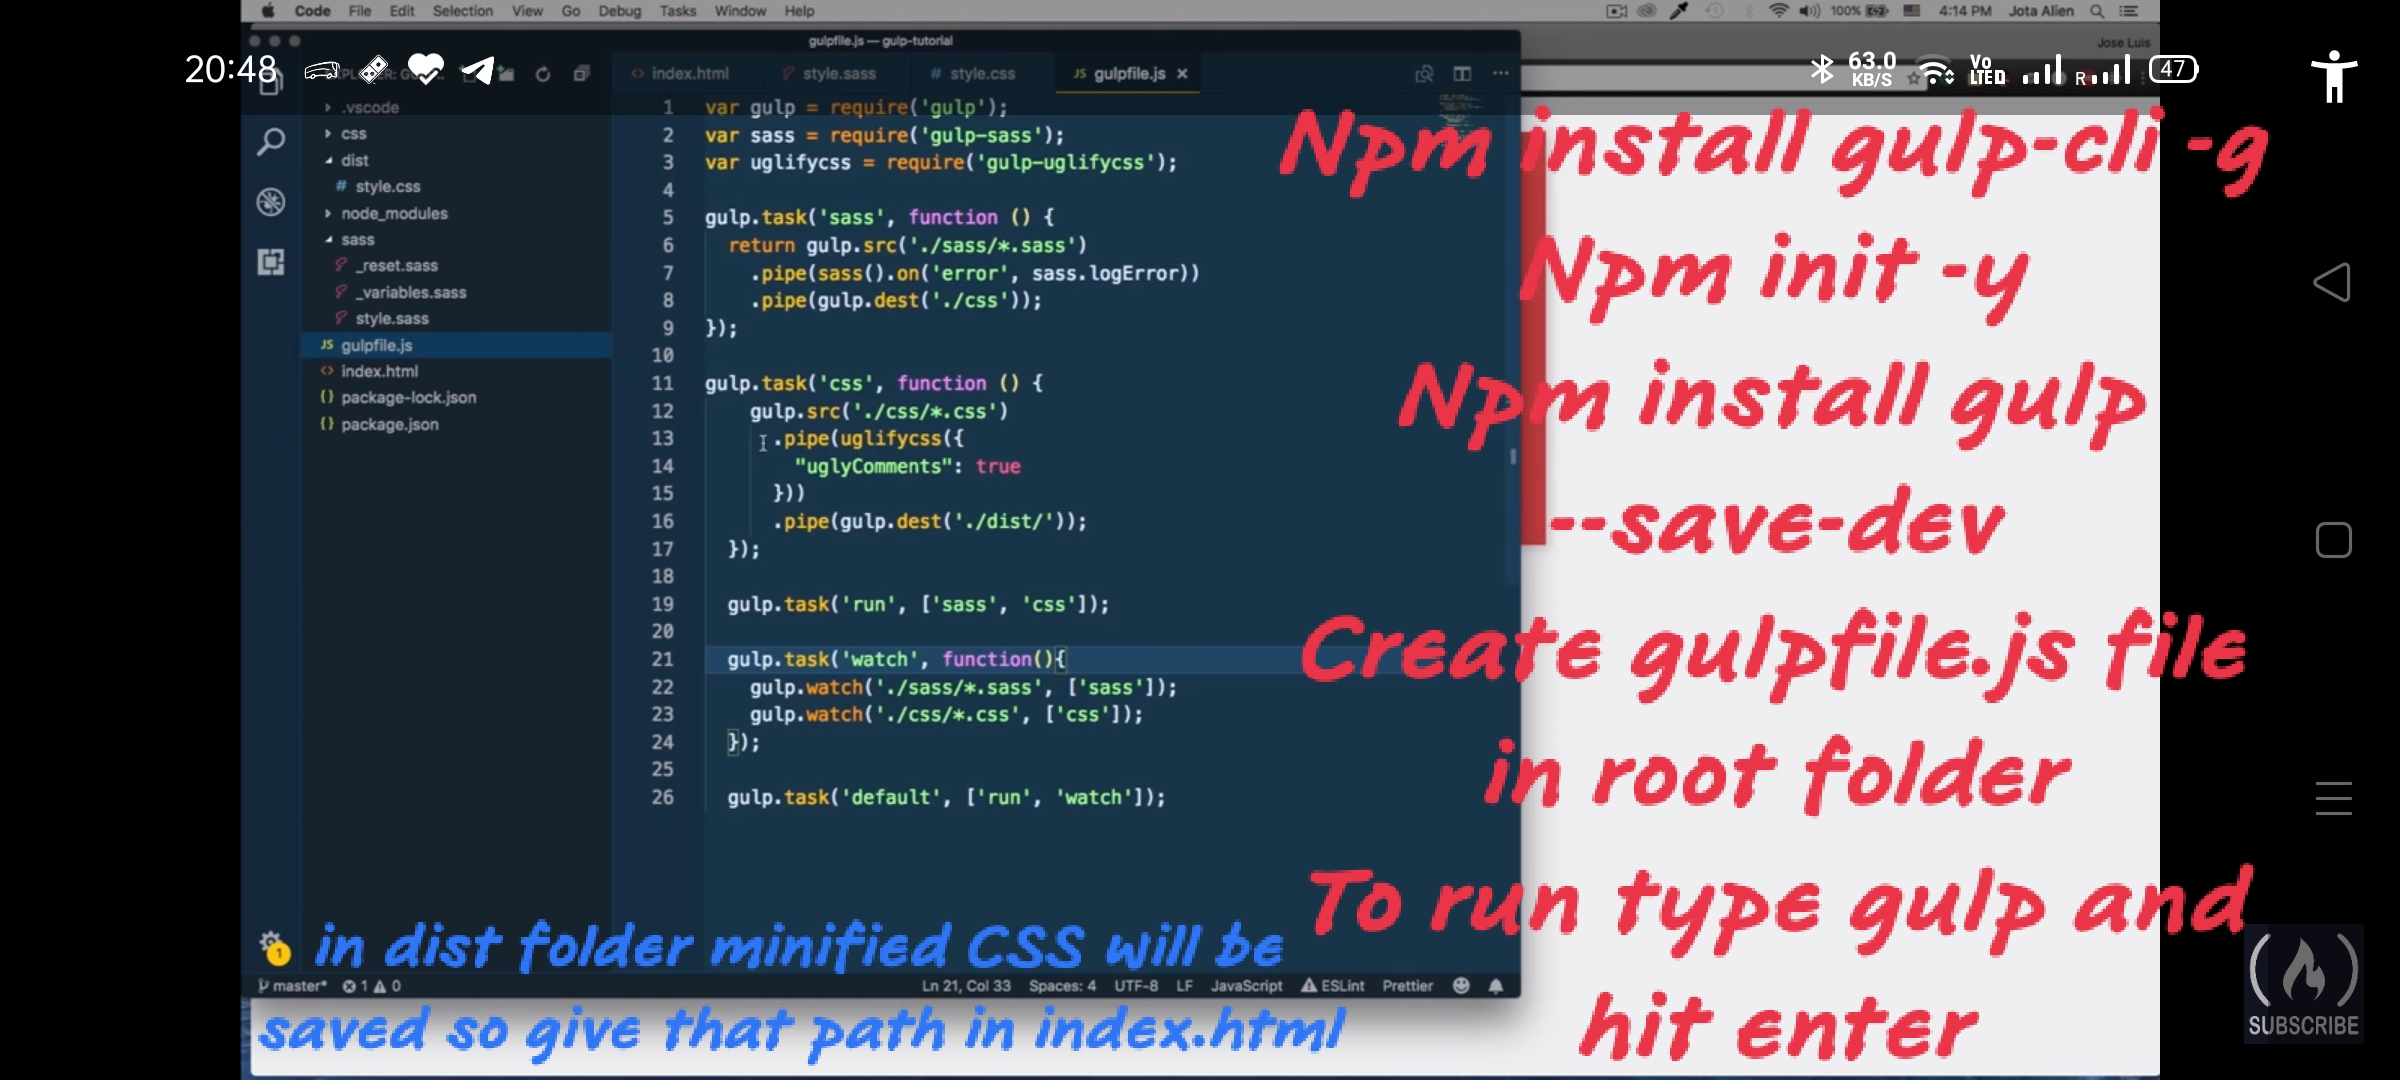 Code File Edit Selection View Go Debug Tasks Window Help
100% 4:14 PM Jota Alien
gulpfile.js — gulp-tutorial
Jose Luis
20:48
63.0 KB/S
Vo LTE
R
47
index.html style.sass style.css JS gulpfile.js
.vscode
css
dist
# style.css
node_modules
sass
_reset.sass
_variables.sass
style.sass
JS gulpfile.js
index.html
{} package-lock.json
{} package.json
1 var gulp = require('gulp');
2 var sass = require('gulp-sass');
3 var uglifycss = require('gulp-uglifycss');
4
5 gulp.task('sass', function () {
6 return gulp.src('./sass/*.sass')
7 .pipe(sass().on('error', sass.logError))
8 .pipe(gulp.dest('./css'));
9 });
10
11 gulp.task('css', function () {
12 gulp.src('./css/*.css')
13 .pipe(uglifycss({
14 "uglyComments": true
15 }))
16 .pipe(gulp.dest('./dist/'));
17 });
18
19 gulp.task('run', ['sass', 'css']);
20
21 gulp.task('watch', function(){
22 gulp.watch('./sass/*.sass', ['sass']);
23 gulp.watch('./css/*.css', ['css']);
24 });
25
26 gulp.task('default', ['run', 'watch']);
Npm install gulp-cli -g
Npm init -y
Npm install gulp
--save-dev
Create gulpfile.js file
in root folder
To run type gulp and
hit enter
in dist folder minified CSS will be
saved so give that path in index.html
1
master* 1 0 Ln 21, Col 33 Spaces: 4 UTF-8 LF JavaScript ESLint Prettier
SUBSCRIBE